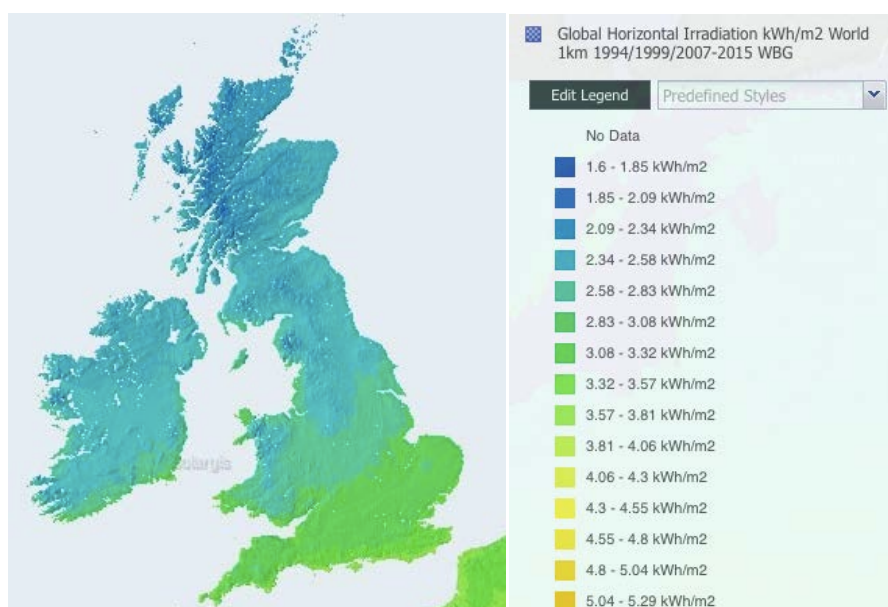 Global Horizontal Irradiation kWh/m2 World
1km 1994/1999/2007-2015 WBG
Edit Legend
Predefined Styles
No Data
1.6 - 1.85 kWh/m2
1.85 - 2.09 kWh/m2
2.09 - 2.34 kWh/m2
2.34 - 2.58 kWh/m2
2.58 - 2.83 kWh/m2
2.83 - 3.08 kWh/m2
3.08 - 3.32 kWh/m2
3.32 - 3.57 kWh/m2
3.57 - 3.81 kWh/m2
3.81 - 4.06 kWh/m2
4.06 - 4.3 kWh/m2
4.3 - 4.55 kWh/m2
4.55 - 4.8 kWh/m2
4.8 - 5.04 kWh/m2
5.04 - 5.29 kWh/m2